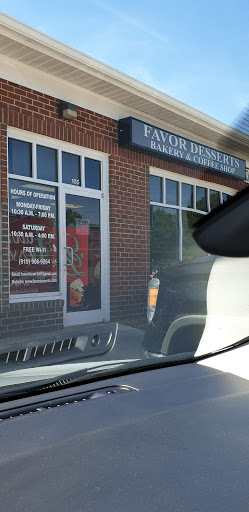 FAVOR DESSERTS
BAKERY & COFFEE SHOP
105
HOURS OF OPERATION
MONDAY-FRIDAY
10:30 A.M. - 7:00 P.M.
SATURDAY
10:30 A.M. - 4:00 P.M.
FREE Wi-Fi